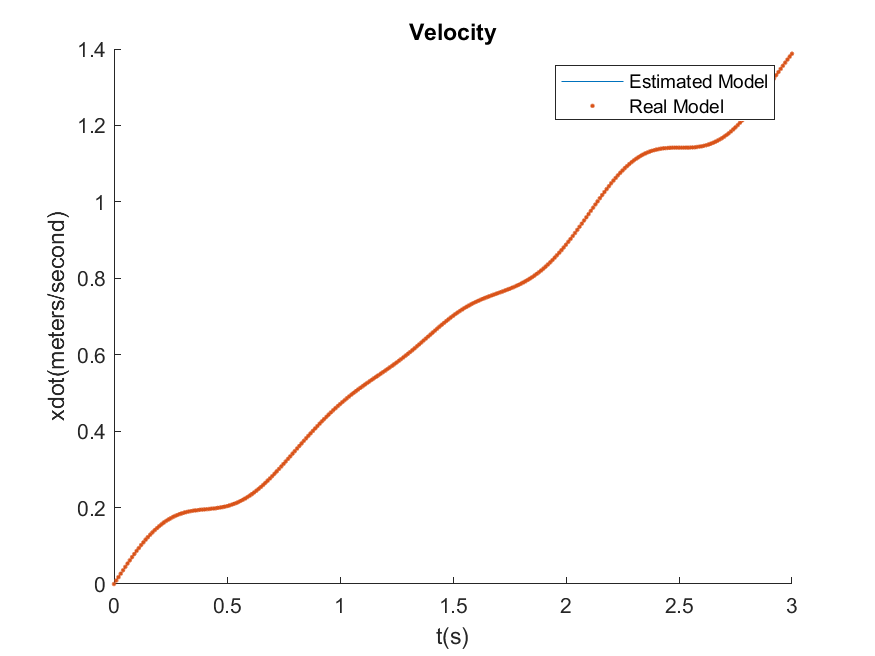 Velocity
Estimated Model
Real Model
xdot(meters/second)
1.4
1.2
1
0.8
0.6
0.4
0.2
0
0 0.5 1 1.5 2 2.5 3
t(s)